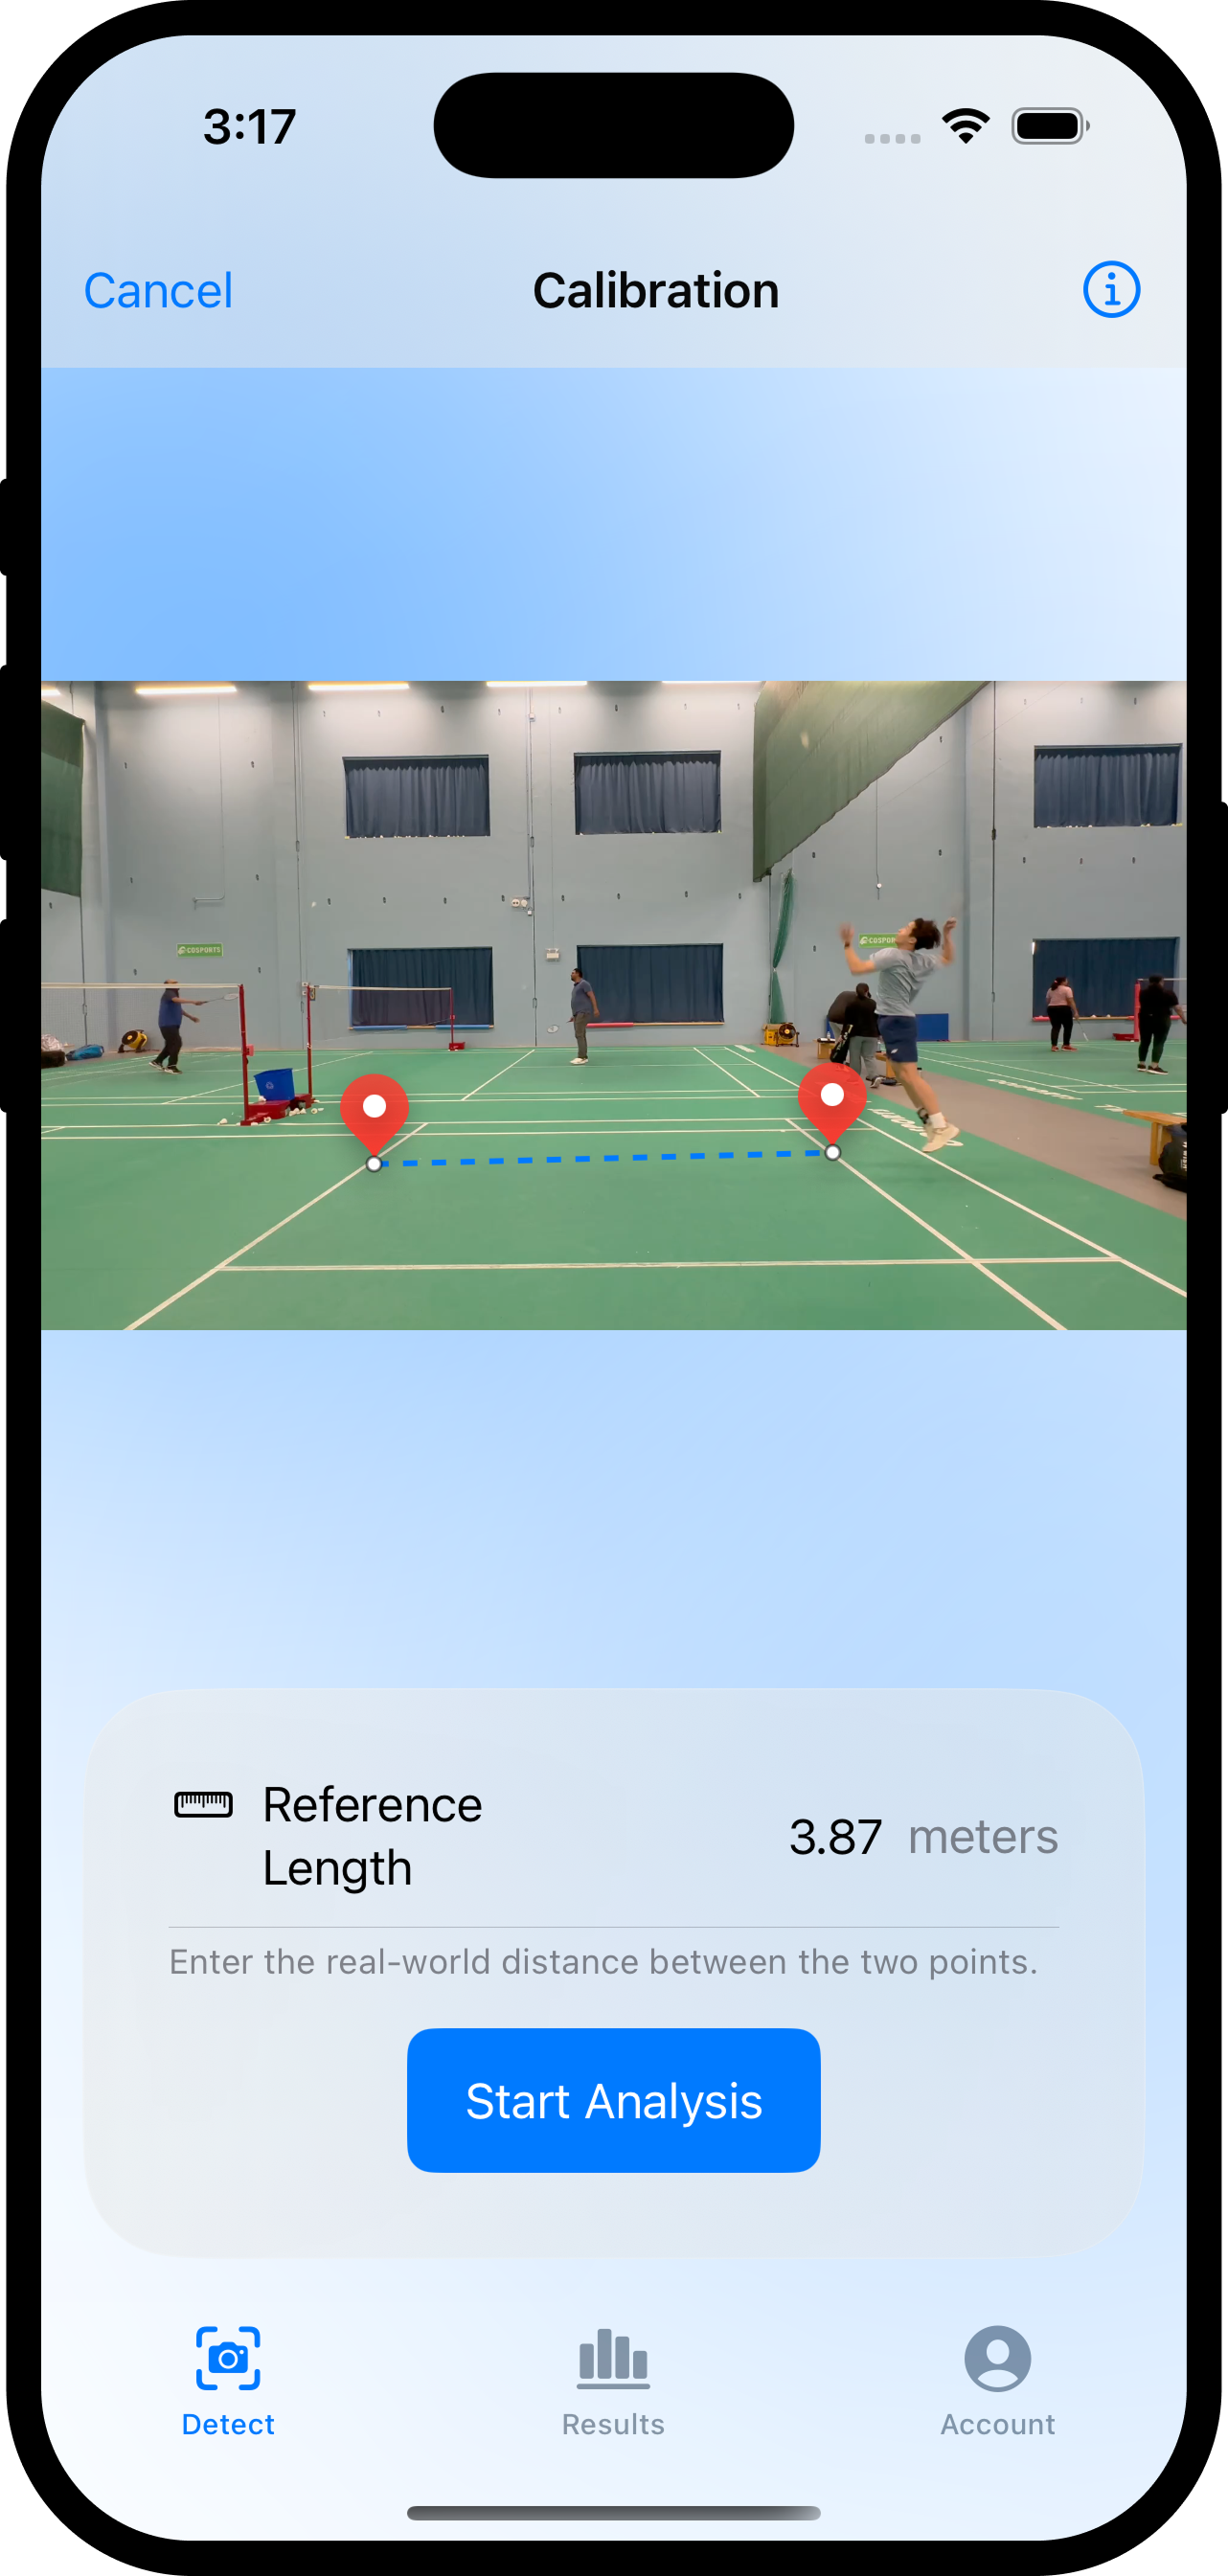 3:17
Cancel
Calibration
COSPORTS
Reference
Length
3.87 meters
Enter the real-world distance between the two points.
Start Analysis
Detect
Results
Account